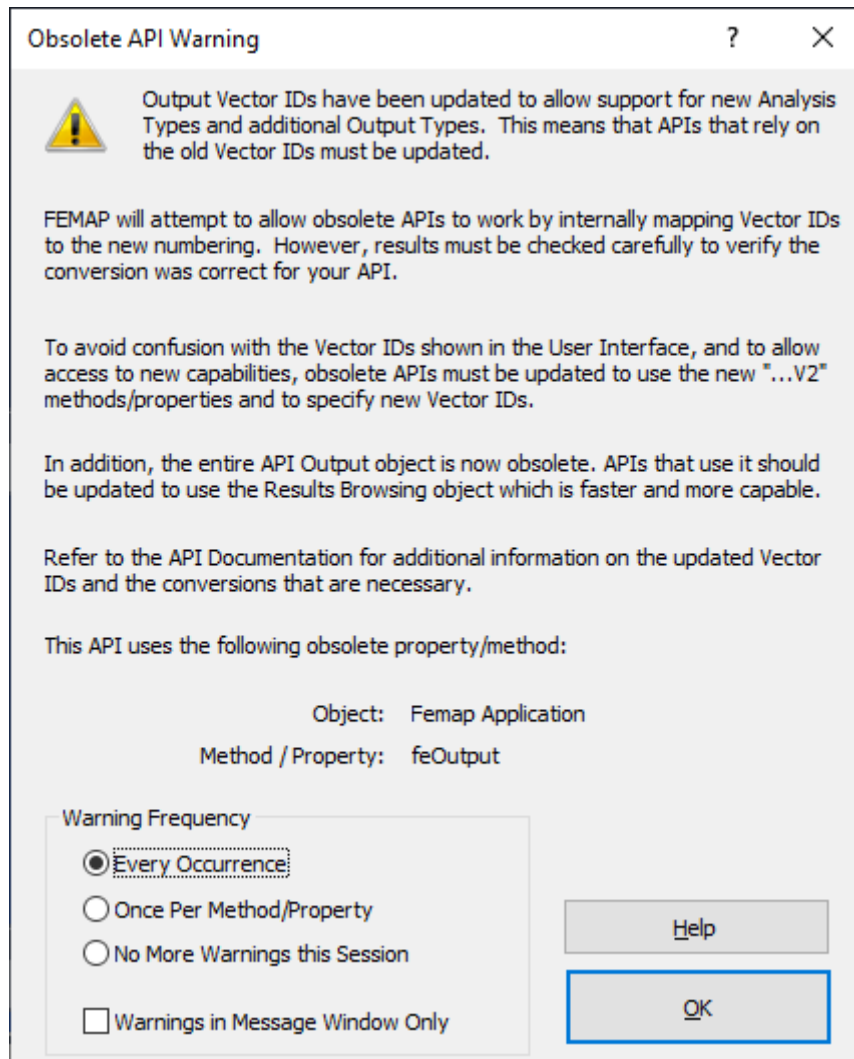 Obsolete API Warning
?
Output Vector IDs have been updated to allow support for new Analysis
Types and additional Output Types.  This means that APIs that rely on
the old Vector IDs must be updated.
FEMAP will attempt to allow obsolete APIs to work by internally mapping Vector IDs
to the new numbering.  However, results must be checked carefully to verify the
conversion was correct for your API.
To avoid confusion with the Vector IDs shown in the User Interface, and to allow
access to new capabilities, obsolete APIs must be updated to use the new "...V2"
methods/properties and to specify new Vector IDs.
In addition, the entire API Output object is now obsolete. APIs that use it should
be updated to use the Results Browsing object which is faster and more capable.
Refer to the API Documentation for additional information on the updated Vector
IDs and the conversions that are necessary.
This API uses the following obsolete property/method:
Object: Femap Application
Method / Property: feOutput
Warning Frequency
Every Occurrence
Once Per Method/Property
No More Warnings this Session
Warnings in Message Window Only
Help
OK